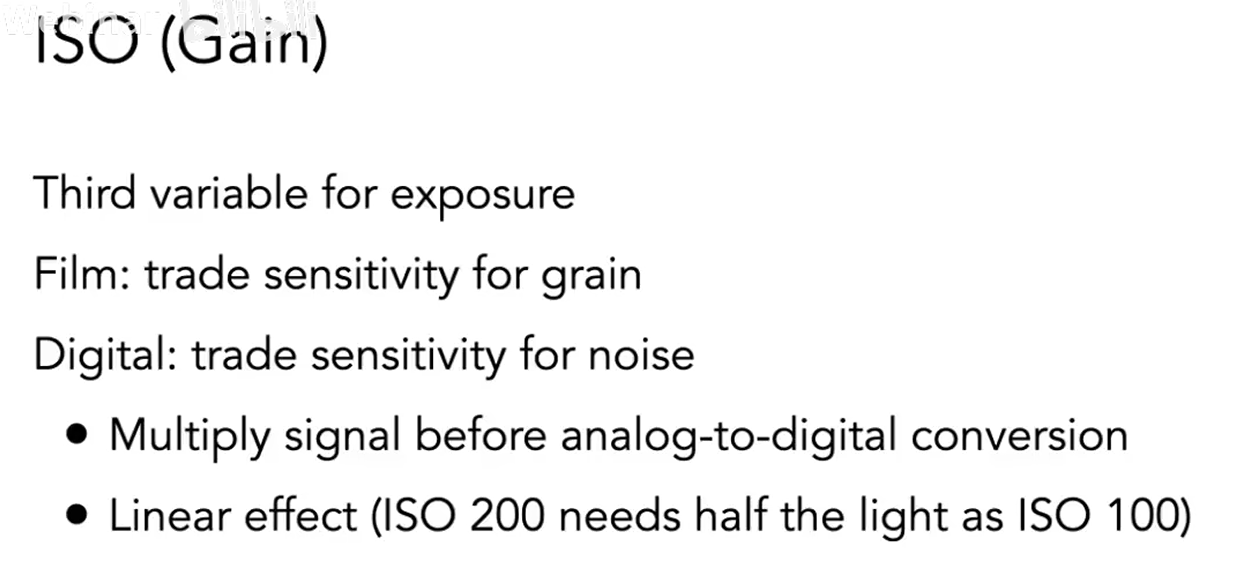 Webinar
ISO (Gain)
Third variable for exposure
Film: trade sensitivity for grain
Digital: trade sensitivity for noise
• Multiply signal before analog-to-digital conversion
• Linear effect (ISO 200 needs half the light as ISO 100)